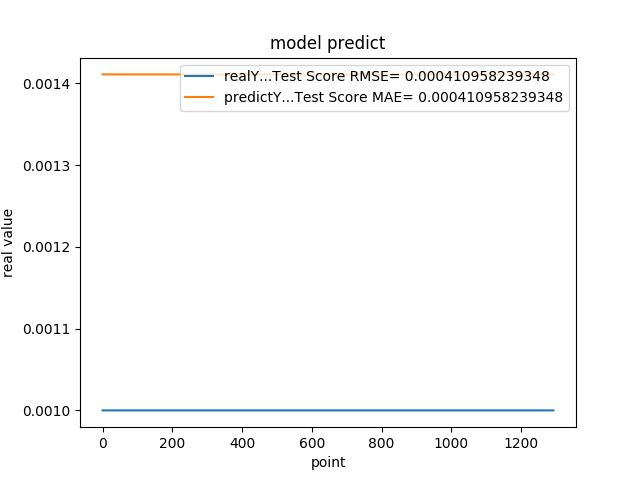 model predict
realY...Test Score RMSE= 0.000410958239348
predictY...Test Score MAE= 0.000410958239348
0.0014
0.0013
0.0012
0.0011
0.0010
real value
0 200 400 600 800 1000 1200
point